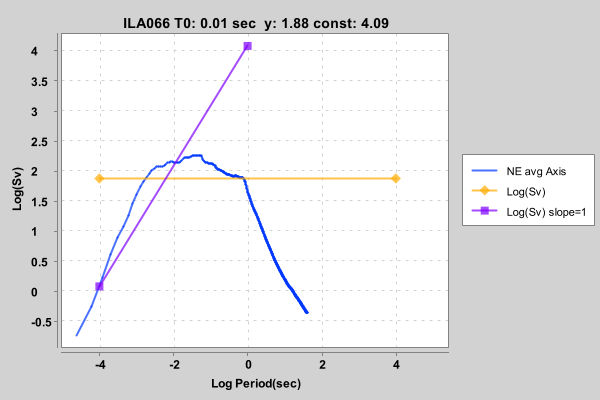 ILA066 T0: 0.01 sec  y: 1.88 const: 4.09
Log(Sv)
4
3.5
3
2.5
2
1.5
1
0.5
0
-0.5
-4
-2
0
2
4
Log Period(sec)
NE avg Axis
Log(Sv)
Log(Sv) slope=1